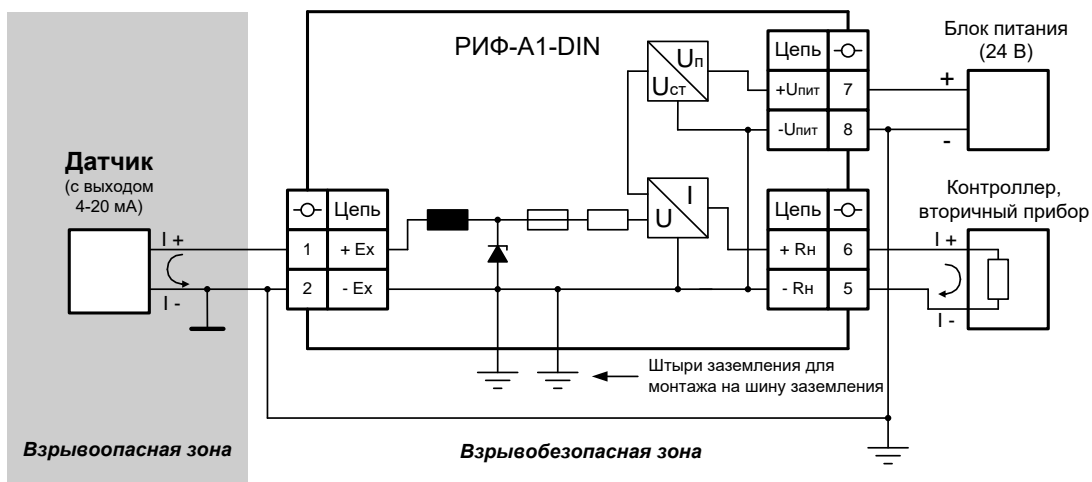 РИФ-А1-DIN
Блок питания
(24 В)
Uп
Uст
Цепь
+Uпит
7
-Uпит
8
+
-
Датчик
(с выходом
4-20 мА)
I +
I -
Цепь
1
+ Ex
2
- Ex
I
U
Цепь
+ Rн
6
- Rн
5
Контроллер,
вторичный прибор
I +
I -
Штыри заземления для
монтажа на шину заземления
Взрывоопасная зона
Взрывобезопасная зона